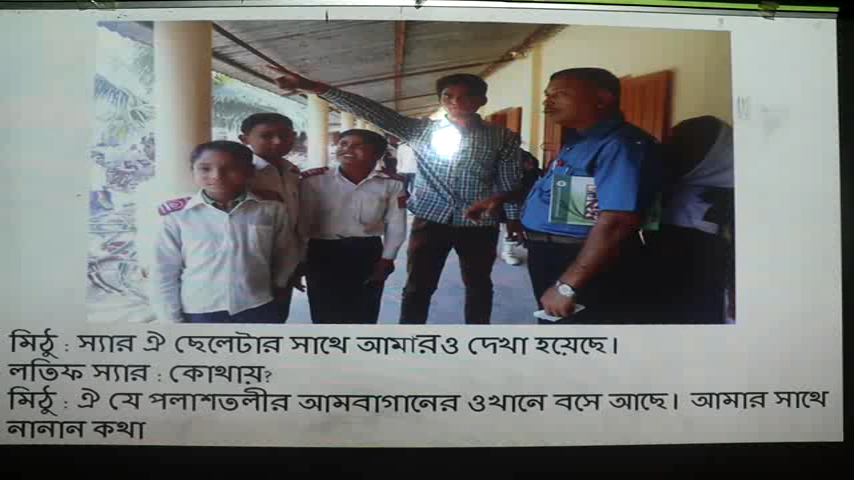 মিঠু : স্যার ঐ ছেলেটার সাথে আমারও দেখা হয়েছে।
লতিফ স্যার : কোথায়?
মিঠু : ঐ যে পলাশতলীর আমবাগানের ওখানে বসে আছে। আমার সাথে
নানান কথা